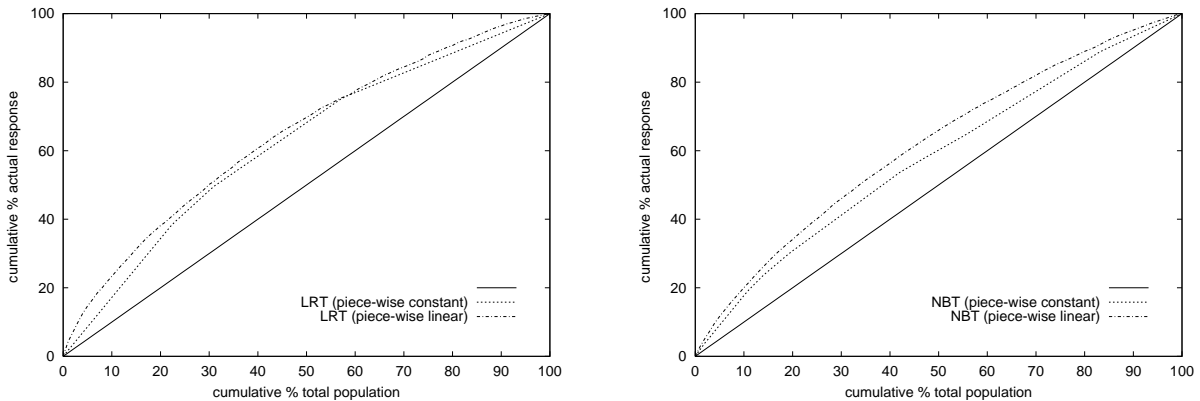 100
80
60
40
20
0
cumulative % actual response
LRT (piece-wise constant)
LRT (piece-wise linear)
0 10 20 30 40 50 60 70 80 90 100
cumulative % total population
100
80
60
40
20
0
cumulative % actual response
NBT (piece-wise constant)
NBT (piece-wise linear)
0 10 20 30 40 50 60 70 80 90 100
cumulative % total population